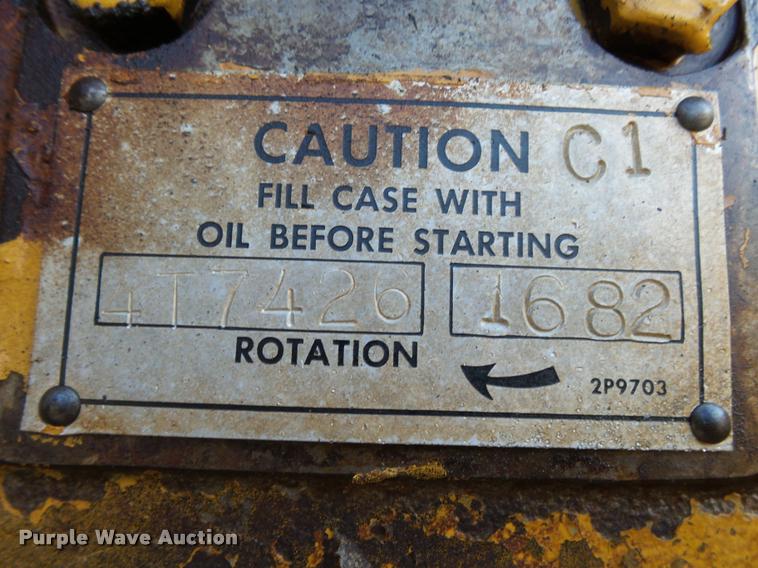 CAUTION C1
FILL CASE WITH
OIL BEFORE STARTING
4T7426 1682
ROTATION
2P9703
Purple Wave Auction